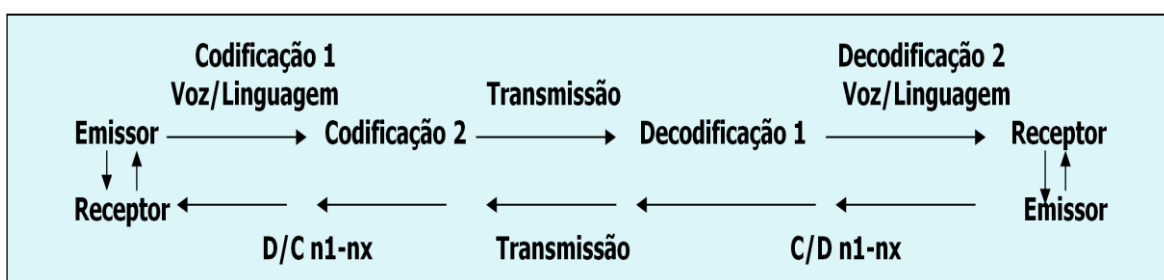 Codificação 1 Decodificação 2
Voz/Linguagem Transmissão Voz/Linguagem
Emissor Codificação 2 Decodificação 1 Receptor
Receptor Emissor
D/C n1-nx Transmissão C/D n1-nx